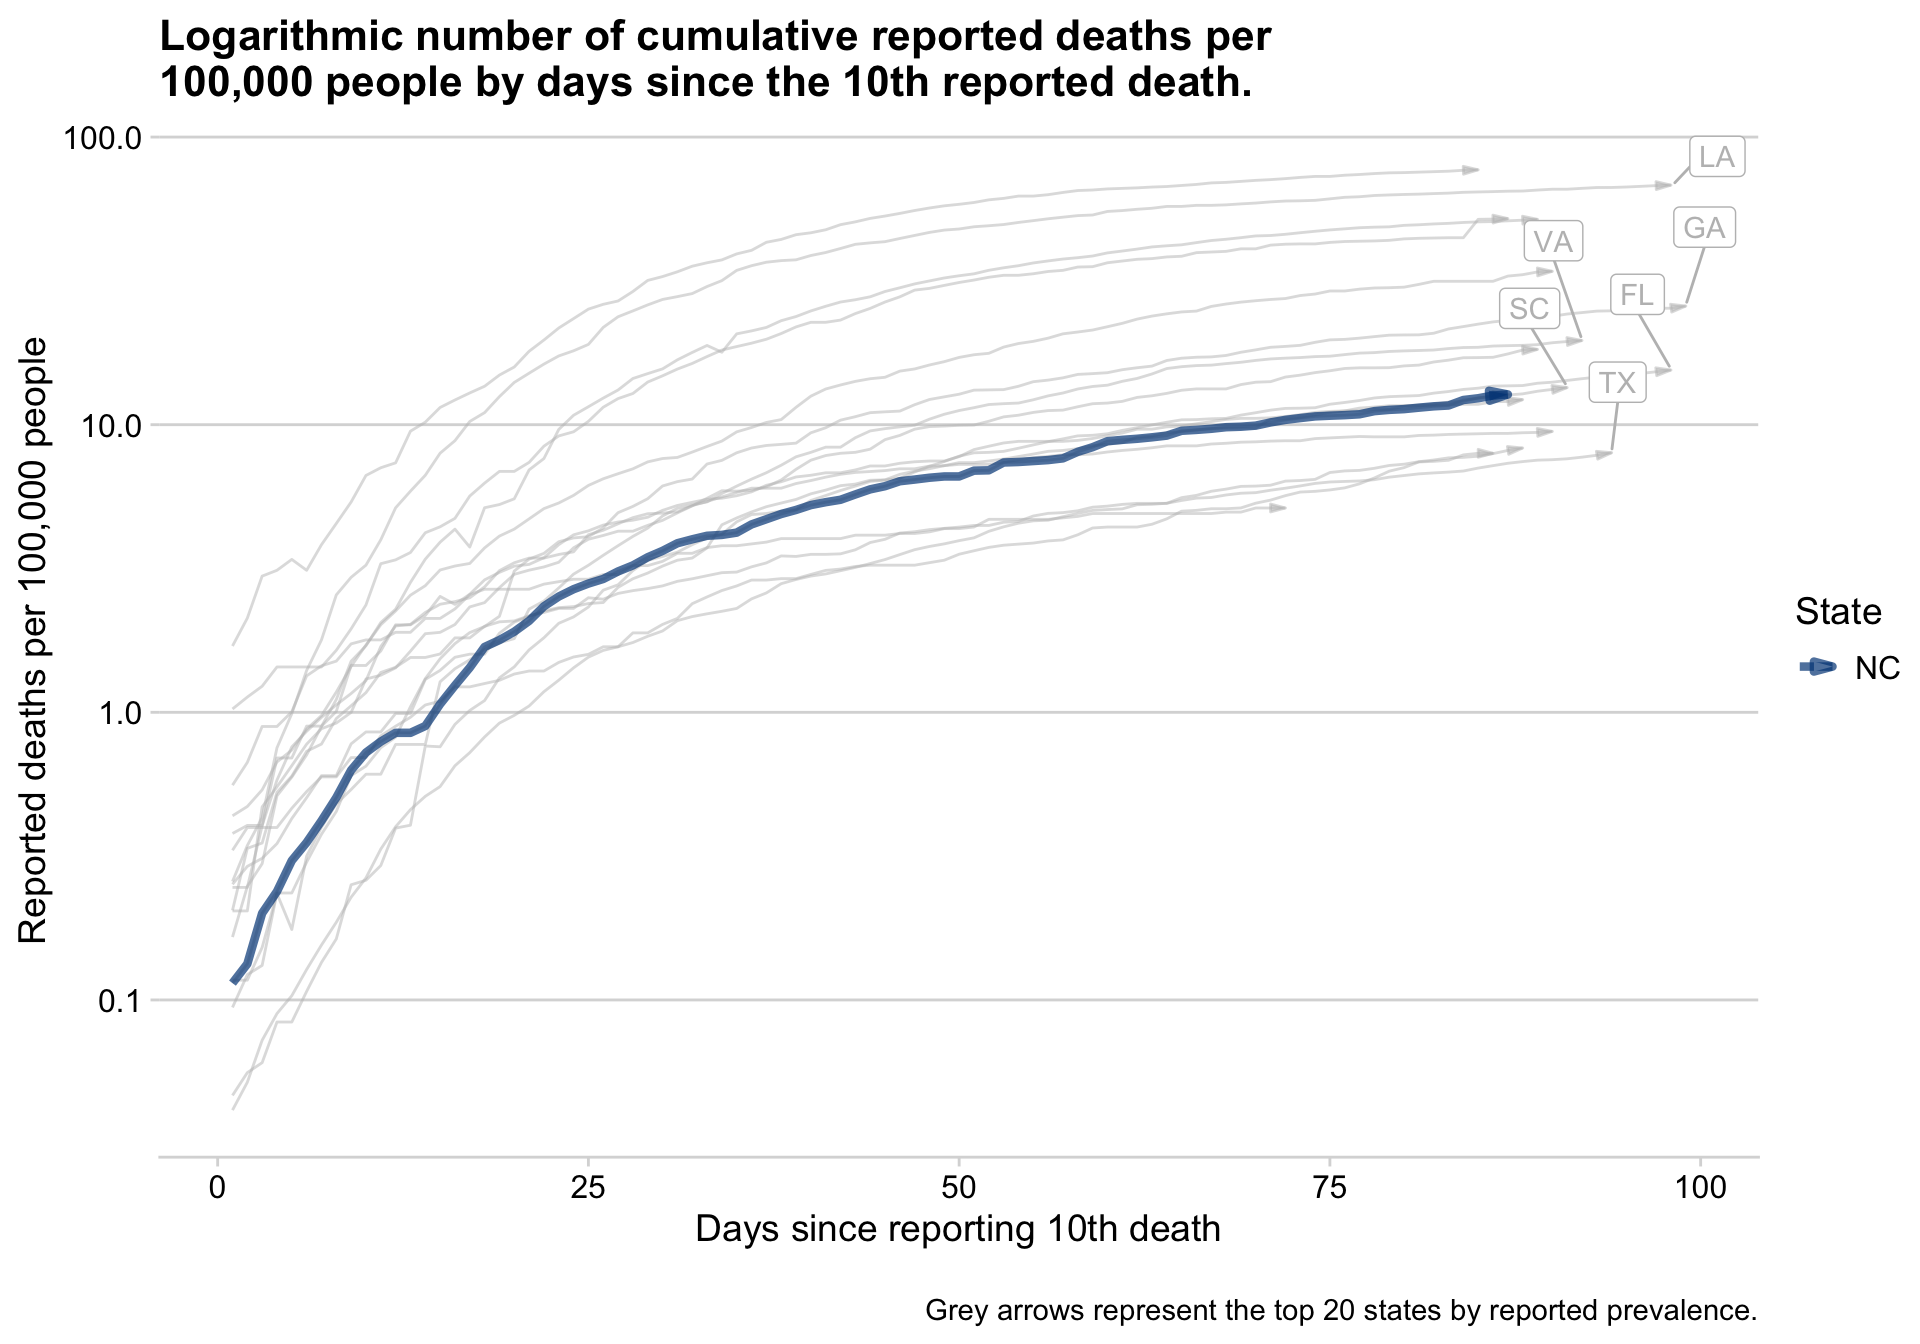 Logarithmic number of cumulative reported deaths per
100,000 people by days since the 10th reported death.
Reported deaths per 100,000 people
100.0
10.0
1.0
0.1
LA
GA
VA
FL
SC
TX
State
NC
0 25 50 75 100
Days since reporting 10th death
Grey arrows represent the top 20 states by reported prevalence.